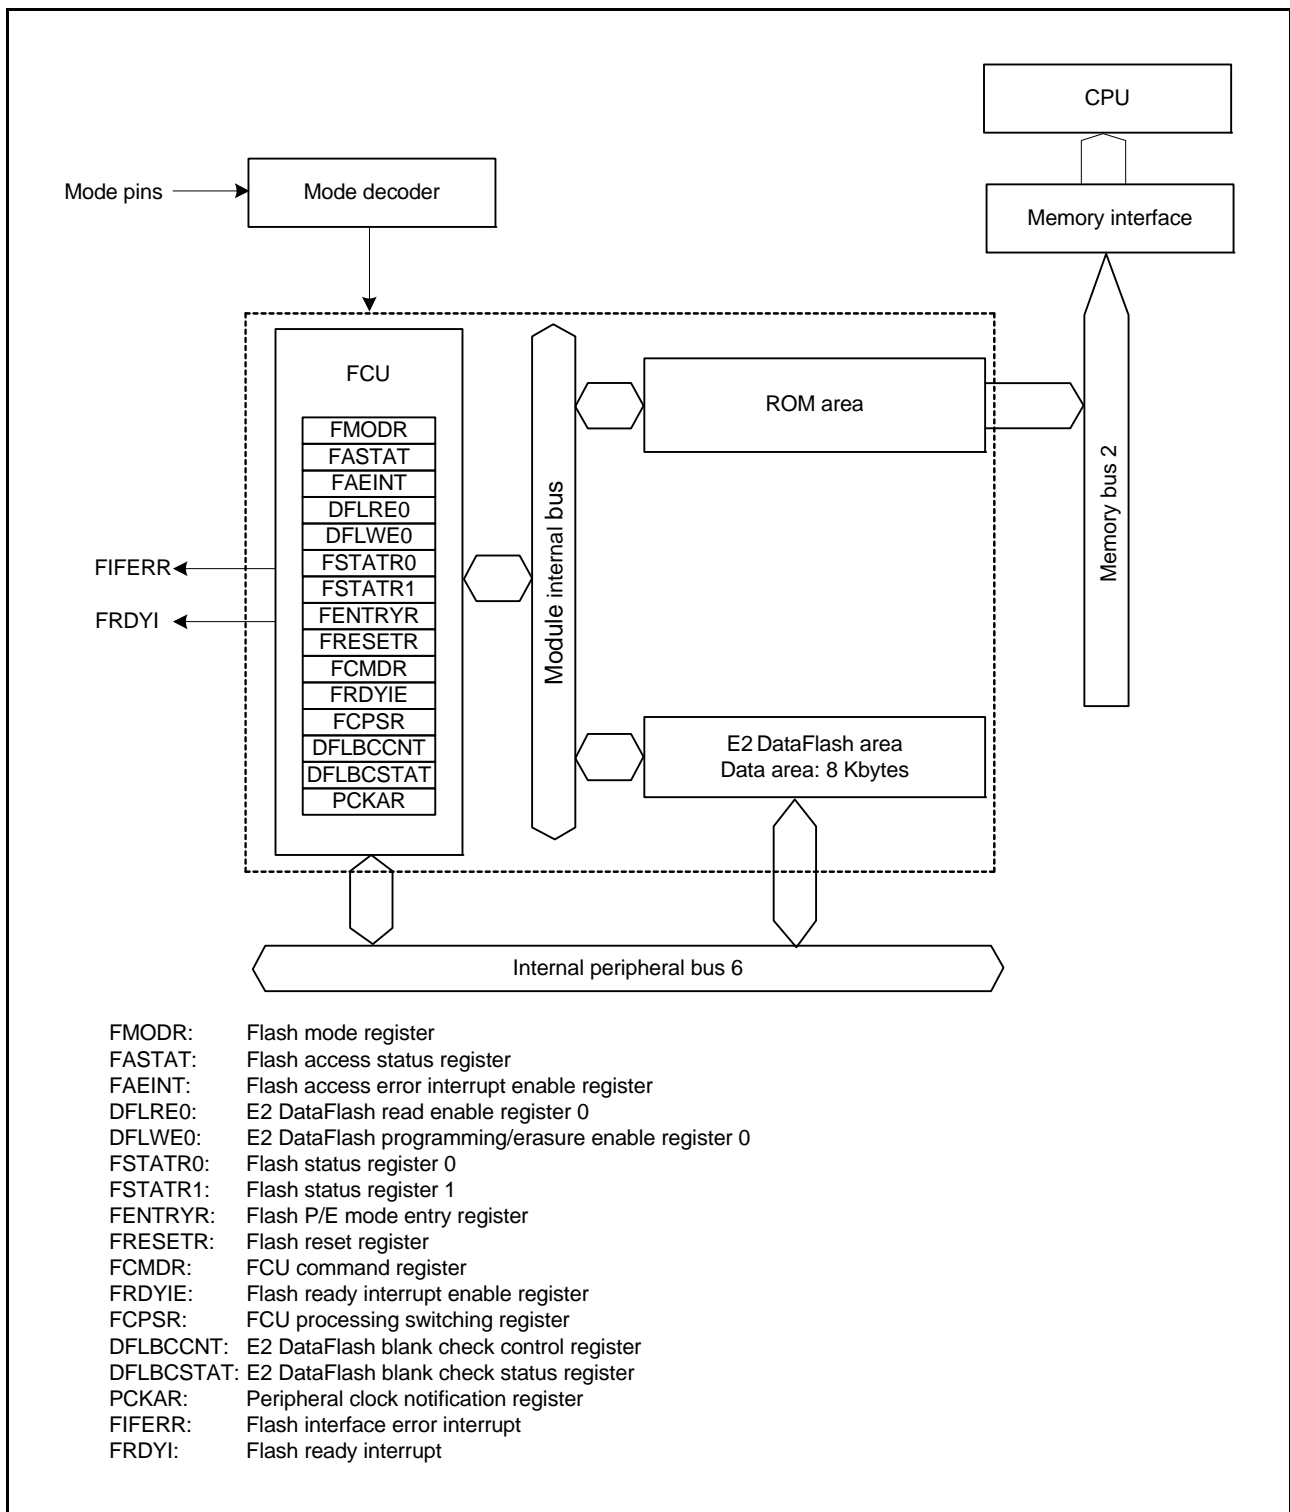 CPU
Mode pins
Mode decoder
Memory interface
FCU
ROM area
FMODR
FASTAT
FAEINT
DFLRE0
DFLWE0
FSTATR0
FSTATR1
FENTRYR
FRESETR
FCMDR
FRDYIE
FCPSR
DFLBCCNT
DFLBCSTAT
PCKAR
FIFERR
FRDYI
Module internal bus
Memory bus 2
E2 DataFlash area
Data area: 8 Kbytes
Internal peripheral bus 6
FMODR: Flash mode register
FASTAT: Flash access status register
FAEINT: Flash access error interrupt enable register
DFLRE0: E2 DataFlash read enable register 0
DFLWE0: E2 DataFlash programming/erasure enable register 0
FSTATR0: Flash status register 0
FSTATR1: Flash status register 1
FENTRYR: Flash P/E mode entry register
FRESETR: Flash reset register
FCMDR: FCU command register
FRDYIE: Flash ready interrupt enable register
FCPSR: FCU processing switching register
DFLBCCNT: E2 DataFlash blank check control register
DFLBCSTAT: E2 DataFlash blank check status register
PCKAR: Peripheral clock notification register
FIFERR: Flash interface error interrupt
FRDYI: Flash ready interrupt